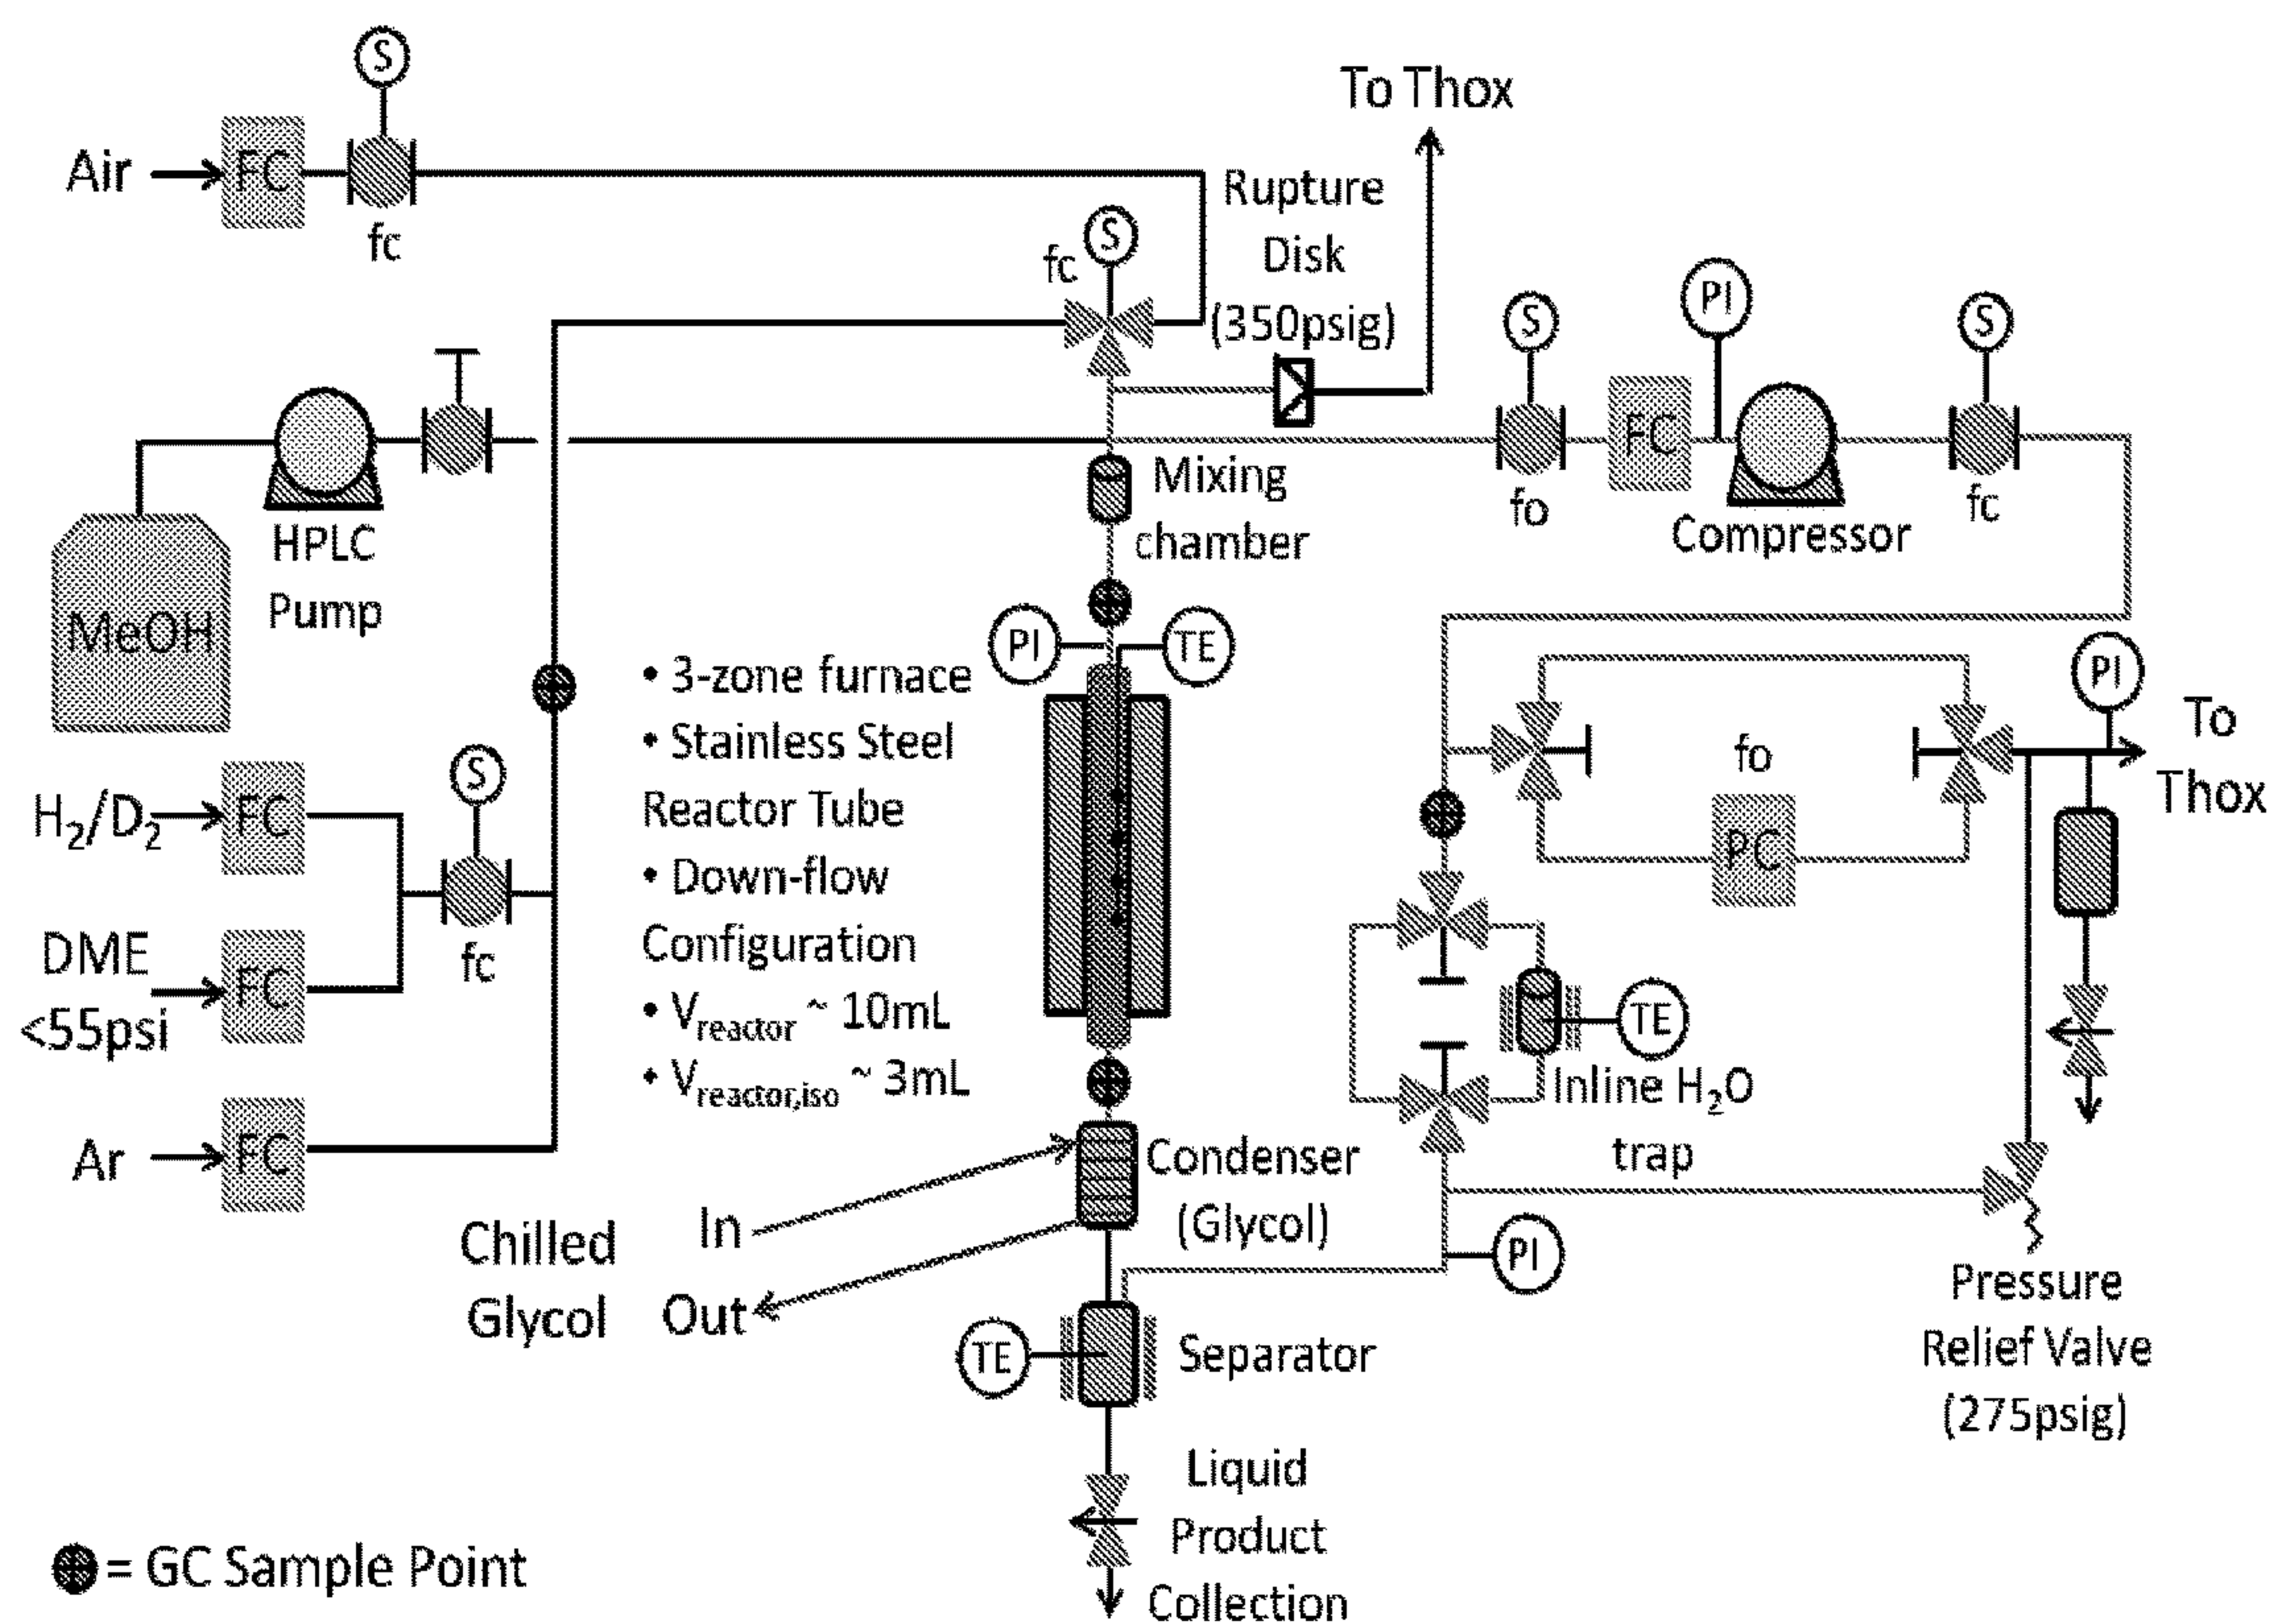 S
Air
FC
fc
To Thox
Rupture
Disk
(350psig)
S
fc
S
fo
FC
PI
Compressor
S
fc
MeOH
HPLC
Pump
Mixing
chamber
PI
TE
• 3-zone furnace
• Stainless Steel
Reactor Tube
• Down-flow
Configuration
• Vreactor ~ 10mL
• Vreactor,iso ~ 3mL
H2/D2
FC
S
fc
DME
<55psi
FC
Ar
FC
fo
PC
PI
To
Thox
TE
Inline H2O
trap
Chilled
Glycol
In
Out
Condenser
(Glycol)
PI
TE
Separator
Pressure
Relief Valve
(275psig)
Liquid
Product
Collection
= GC Sample Point